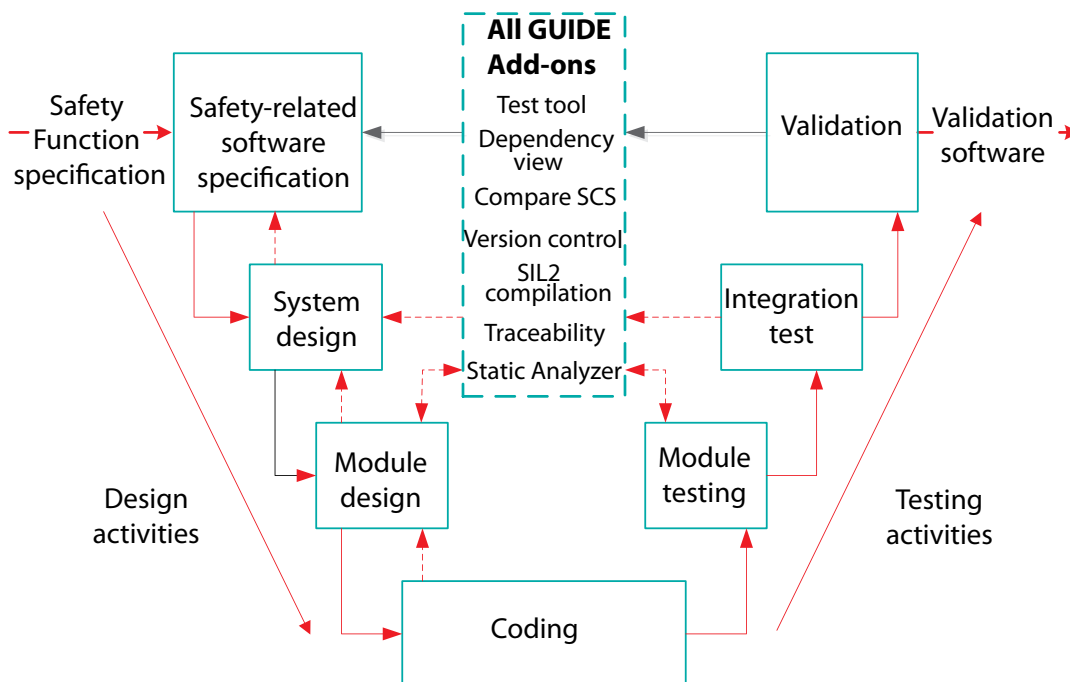 Safety
Function
specification
Safety-related
software
specification
All GUIDE
Add-ons
Test tool
Dependency
view
Compare SCS
Version control
SIL2
compilation
Traceability
Static Analyzer
Validation
Validation
software
System
design
Integration
test
Module
design
Module
testing
Design
activities
Testing
activities
Coding